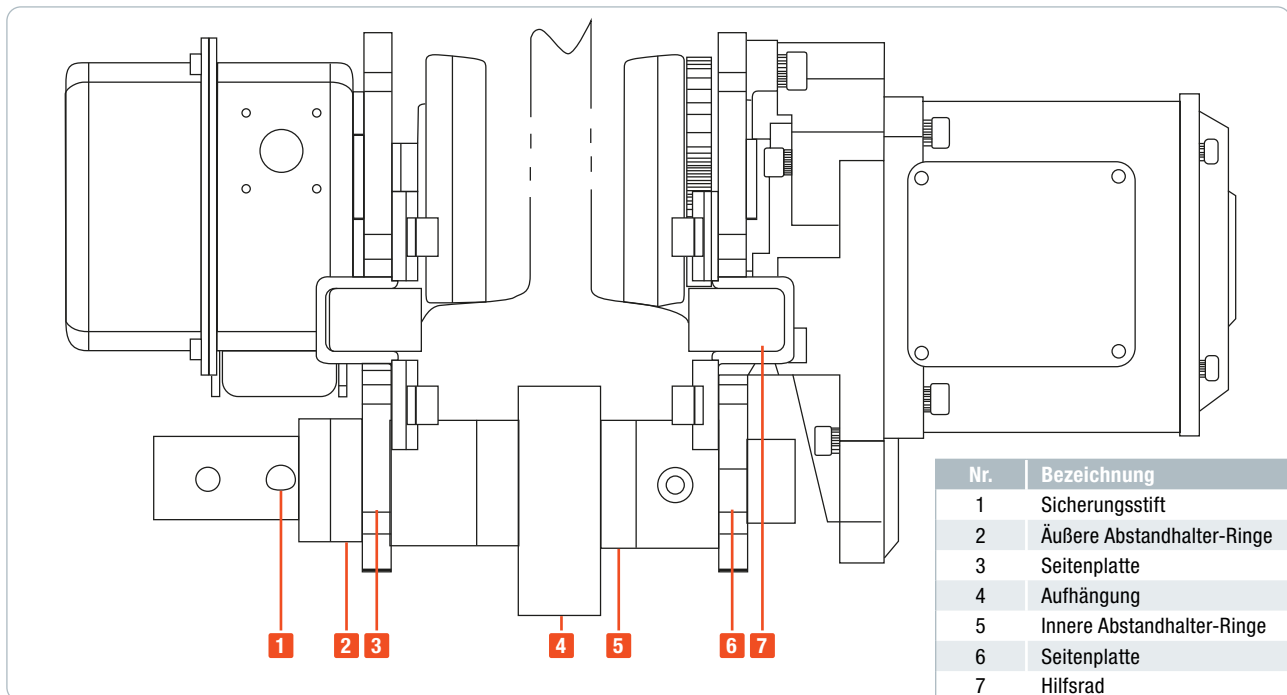 Nr. Bezeichnung
1 Sicherungsstift
2 Äußere Abstandhalter-Ringe
3 Seitenplatte
4 Aufhängung
5 Innere Abstandhalter-Ringe
6 Seitenplatte
7 Hilfsrad
1 2 3 4 5 6 7